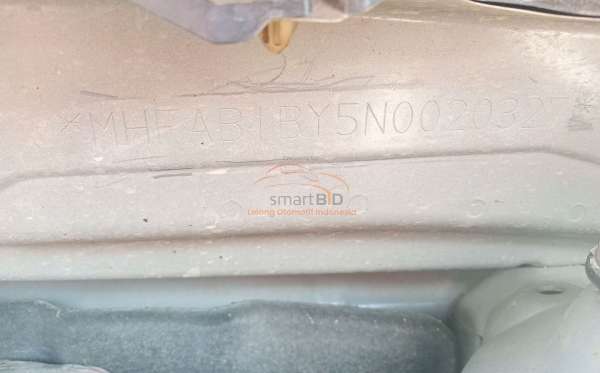 *MHFAB1BY5N0020327*
smartBID
Lelang Otomotif Indonesia